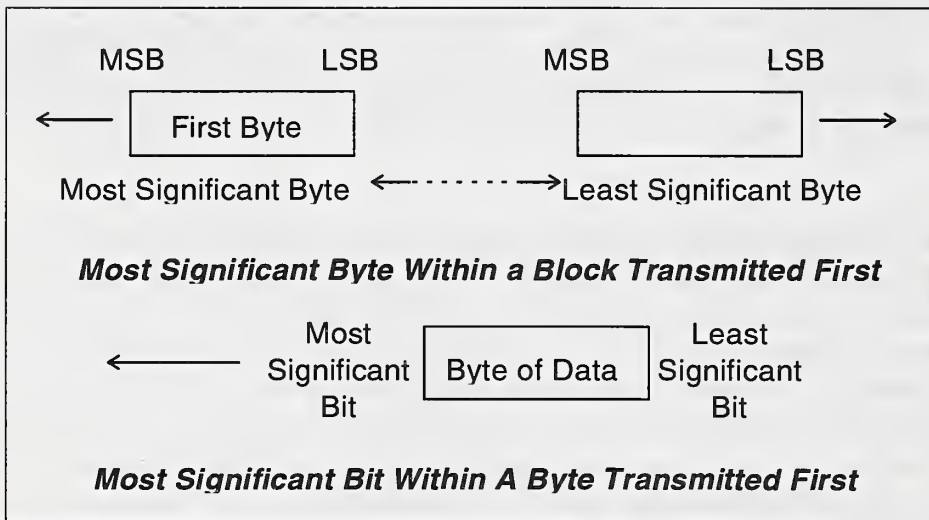 MSB LSB MSB LSB
First Byte
Most Significant Byte Least Significant Byte
Most Significant Byte Within a Block Transmitted First
Most Significant Bit
Byte of Data
Least Significant Bit
Most Significant Bit Within A Byte Transmitted First